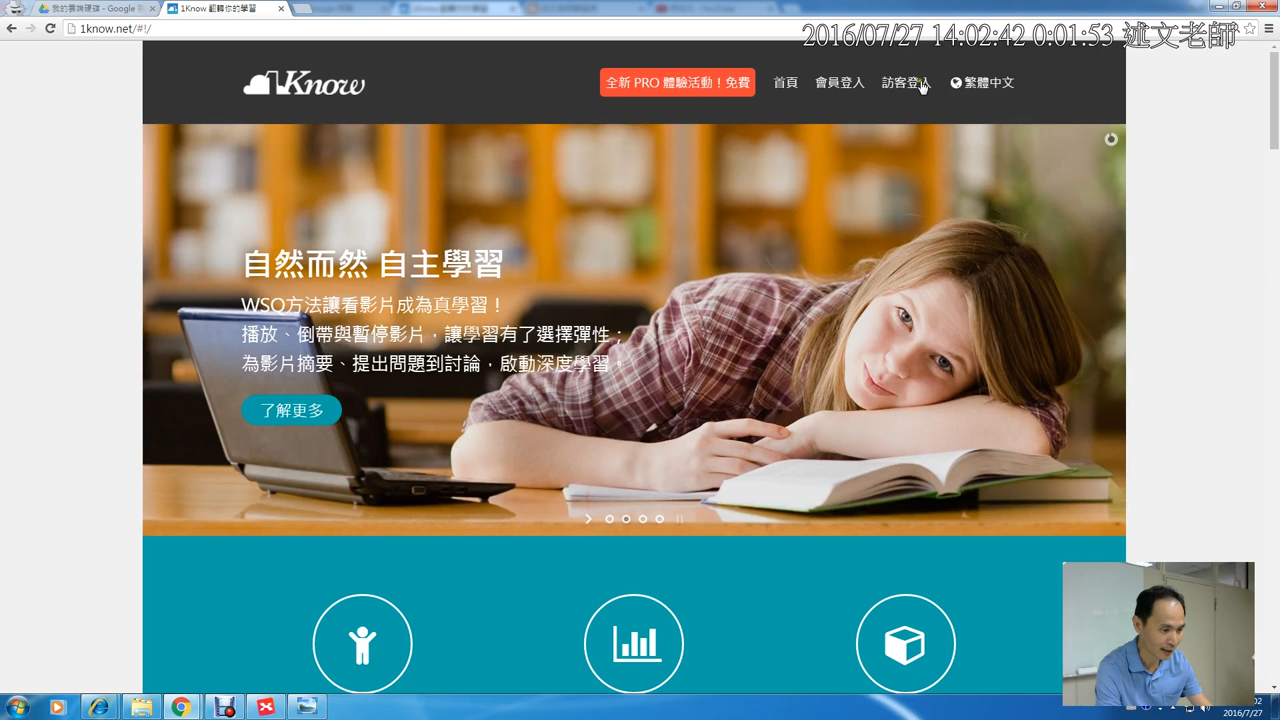 我的雲端硬碟 - Google
1Know 翻轉你的學習
1know.net/#!/
2016/07/27 14:02:42 0:01:53 述文老師
1Know
全新 PRO 體驗活動！免費
首頁
會員登入
訪客登入
繁體中文
自然而然 自主學習
WSQ方法讓看影片成為真學習！
播放、倒帶與暫停影片，讓學習有了選擇彈性；
為影片摘要、提出問題到討論，啟動深度學習。
了解更多
2016/7/27